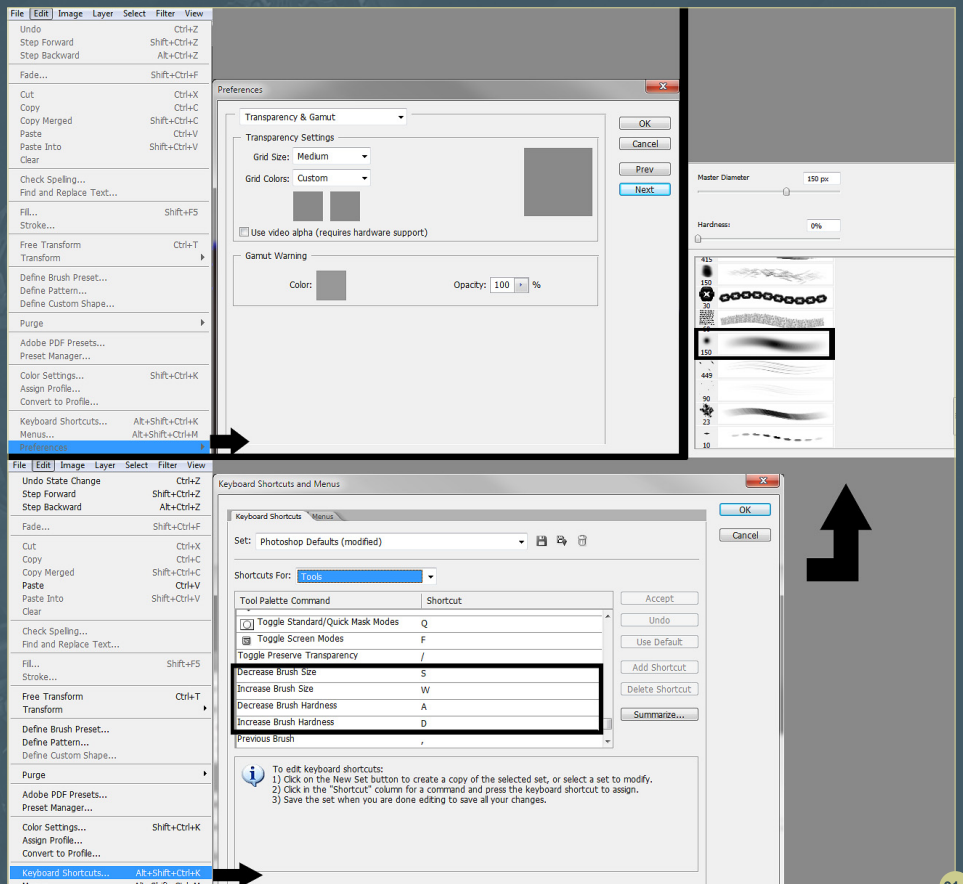 File Edit Image Layer Select Filter View
Undo Ctrl+Z
Step Forward Shift+Ctrl+Z
Step Backward Alt+Ctrl+Z
Fade... Shift+Ctrl+F
Cut Ctrl+X
Copy Ctrl+C
Copy Merged Shift+Ctrl+C
Paste Ctrl+V
Paste Into Shift+Ctrl+V
Clear
Check Spelling...
Find and Replace Text...
Fill... Shift+F5
Stroke...
Free Transform Ctrl+T
Transform
Define Brush Preset...
Define Pattern...
Define Custom Shape...
Purge
Adobe PDF Presets...
Preset Manager...
Color Settings... Shift+Ctrl+K
Assign Profile...
Convert to Profile...
Keyboard Shortcuts... Alt+Shift+Ctrl+K
Menus... Alt+Shift+Ctrl+M
Preferences
Preferences
Transparency & Gamut
OK
Cancel
Prev
Next
Transparency Settings
Grid Size: Medium
Grid Colors: Custom
Use video alpha (requires hardware support)
Gamut Warning
Color:
Opacity: 100 %
Master Diameter 150 px
Hardness: 0%
415
150
30
150
449
90
23
10
File Edit Image Layer Select Filter View
Undo State Change Ctrl+Z
Step Forward Shift+Ctrl+Z
Step Backward Alt+Ctrl+Z
Fade... Shift+Ctrl+F
Cut Ctrl+X
Copy Ctrl+C
Copy Merged Shift+Ctrl+C
Paste Ctrl+V
Paste Into Shift+Ctrl+V
Clear
Check Spelling...
Find and Replace Text...
Fill... Shift+F5
Stroke...
Free Transform Ctrl+T
Transform
Define Brush Preset...
Define Pattern...
Define Custom Shape...
Purge
Adobe PDF Presets...
Preset Manager...
Color Settings... Shift+Ctrl+K
Assign Profile...
Convert to Profile...
Keyboard Shortcuts... Alt+Shift+Ctrl+K
Keyboard Shortcuts and Menus
Keyboard Shortcuts Menus
OK
Cancel
Set: Photoshop Defaults (modified)
Shortcuts For: Tools
Tool Palette Command Shortcut
Toggle Standard/Quick Mask Modes Q
Toggle Screen Modes F
Toggle Preserve Transparency /
Decrease Brush Size S
Increase Brush Size W
Decrease Brush Hardness A
Increase Brush Hardness D
Previous Brush ,
Accept
Undo
Use Default
Add Shortcut
Delete Shortcut
Summarize...
To edit keyboard shortcuts:
1) Click on the New Set button to create a copy of the selected set, or select a set to modify.
2) Click in the "Shortcut" column for a command and press the keyboard shortcut to assign.
3) Save the set when you are done editing to save all your changes.